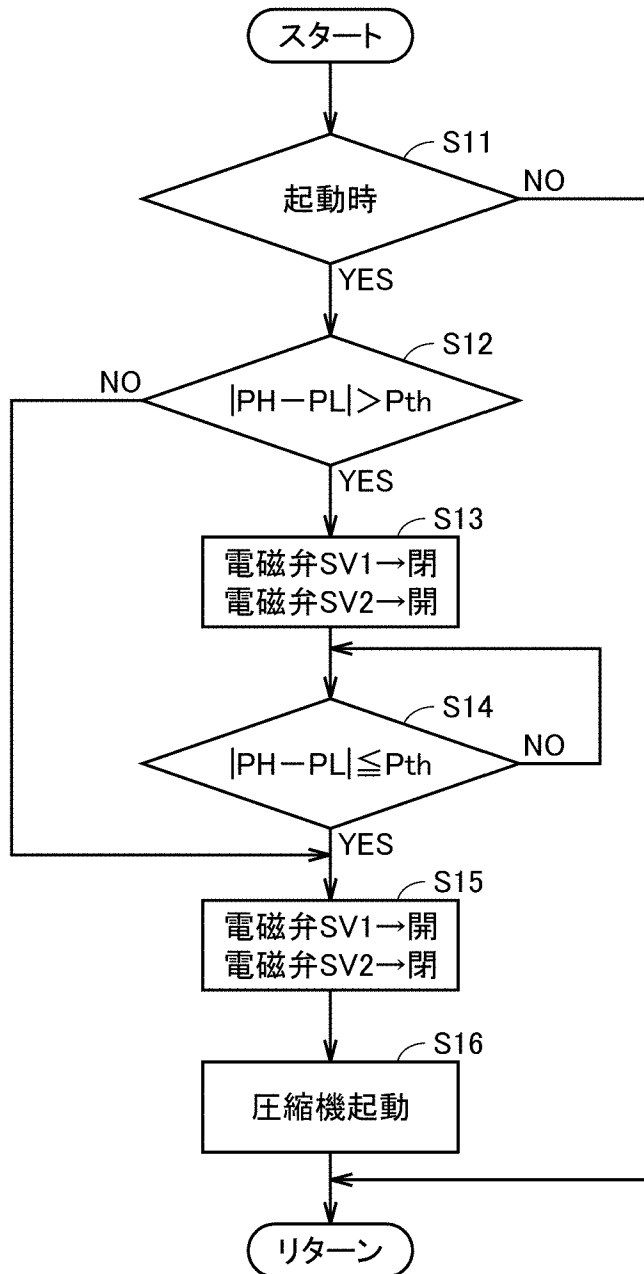 スタート
S11
起動時
NO
YES
S12
NO
|PH－PL|＞Pth
YES
S13
電磁弁SV1→閉
電磁弁SV2→開
S14
|PH－PL|≦Pth
NO
YES
S15
電磁弁SV1→開
電磁弁SV2→閉
S16
圧縮機起動
リターン